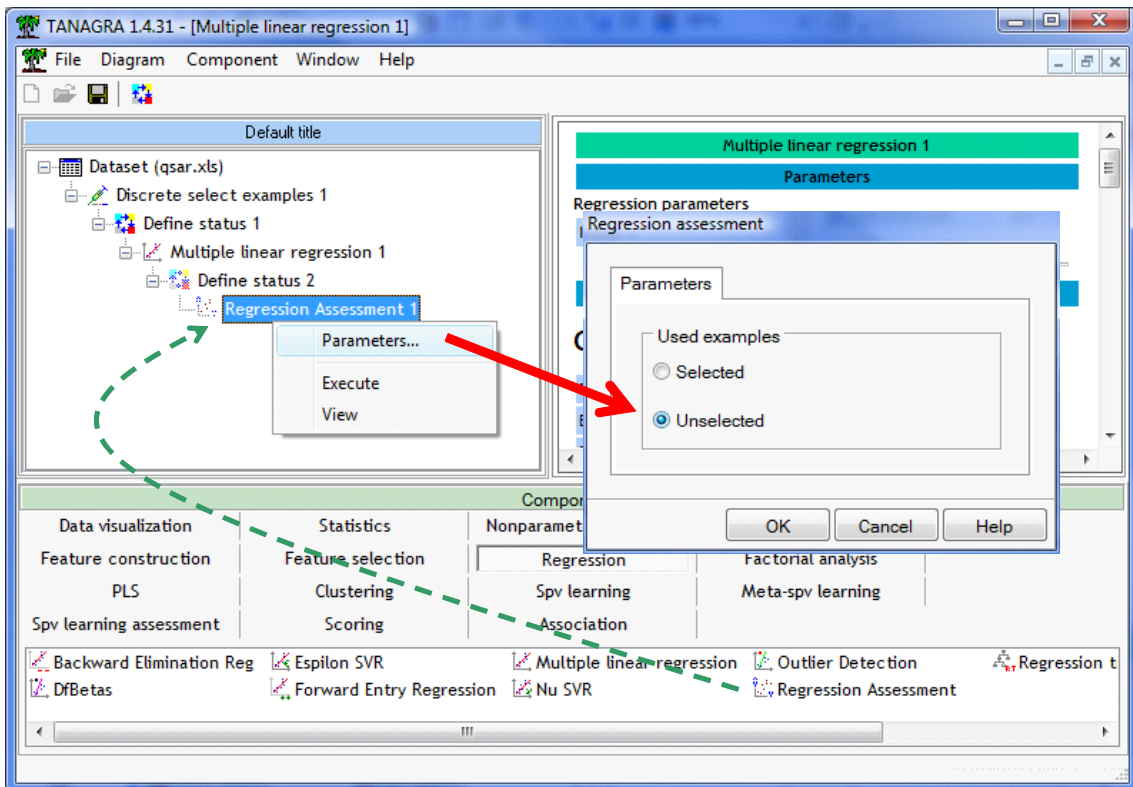 TANAGRA 1.4.31 - [Multiple linear regression 1]
File Diagram Component Window Help
Default title
Dataset (qsar.xls)
Discrete select examples 1
Define status 1
Multiple linear regression 1
Define status 2
Regression Assessment 1
Parameters...
Execute
View
Multiple linear regression 1
Parameters
Regression parameters
Regression assessment
Parameters
Used examples
Selected
Unselected
OK Cancel Help
Data visualization Statistics
Feature construction Feature selection Regression Factorial analysis
PLS Clustering Spv learning Meta-spv learning
Spv learning assessment Scoring Association
Backward Elimination Reg Espilon SVR Multiple linear regression Outlier Detection Regression t
DfBetas Forward Entry Regression Nu SVR Regression Assessment